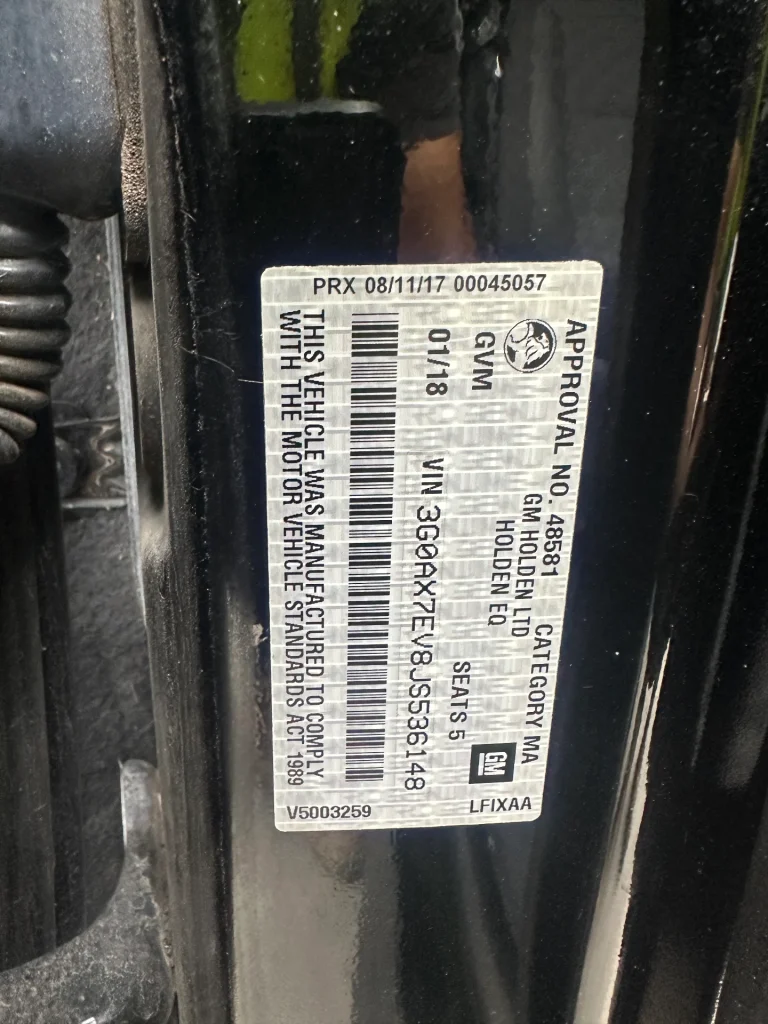 PRX 08/11/17 00045057
APPROVAL NO. 48581 CATEGORY MA
GM HOLDEN LTD
HOLDEN EQ
GVM SEATS 5
GM
01/18 VIN 3G0AX7EV8JS536148
THIS VEHICLE WAS MANUFACTURED TO COMPLY
WITH THE MOTOR VEHICLE STANDARDS ACT 1989
V5003259 LFIXAA